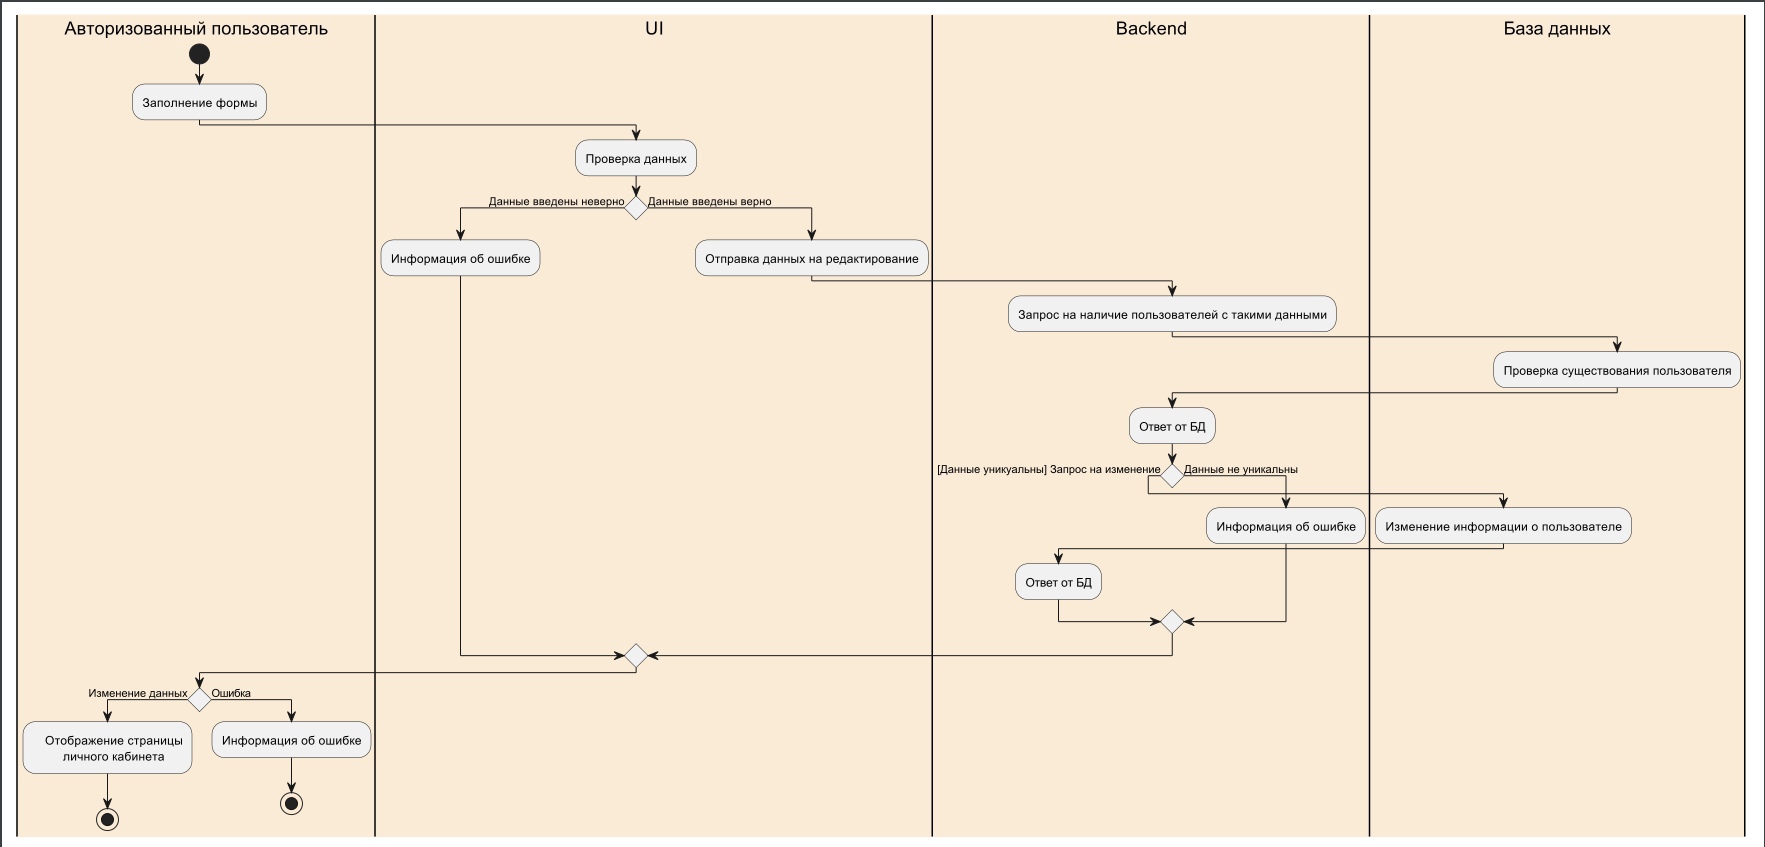 Авторизованный пользователь
UI
Backend
База данных
Заполнение формы
Проверка данных
Данные введены неверно
Данные введены верно
Информация об ошибке
Отправка данных на редактирование
Запрос на наличие пользователей с такими данными
Проверка существования пользователя
Ответ от БД
[Данные уникуальны] Запрос на изменение
Данные не уникальны
Информация об ошибке
Изменение информации о пользователе
Ответ от БД
Изменение данных
Ошибка
Отображение страницы
личного кабинета
Информация об ошибке